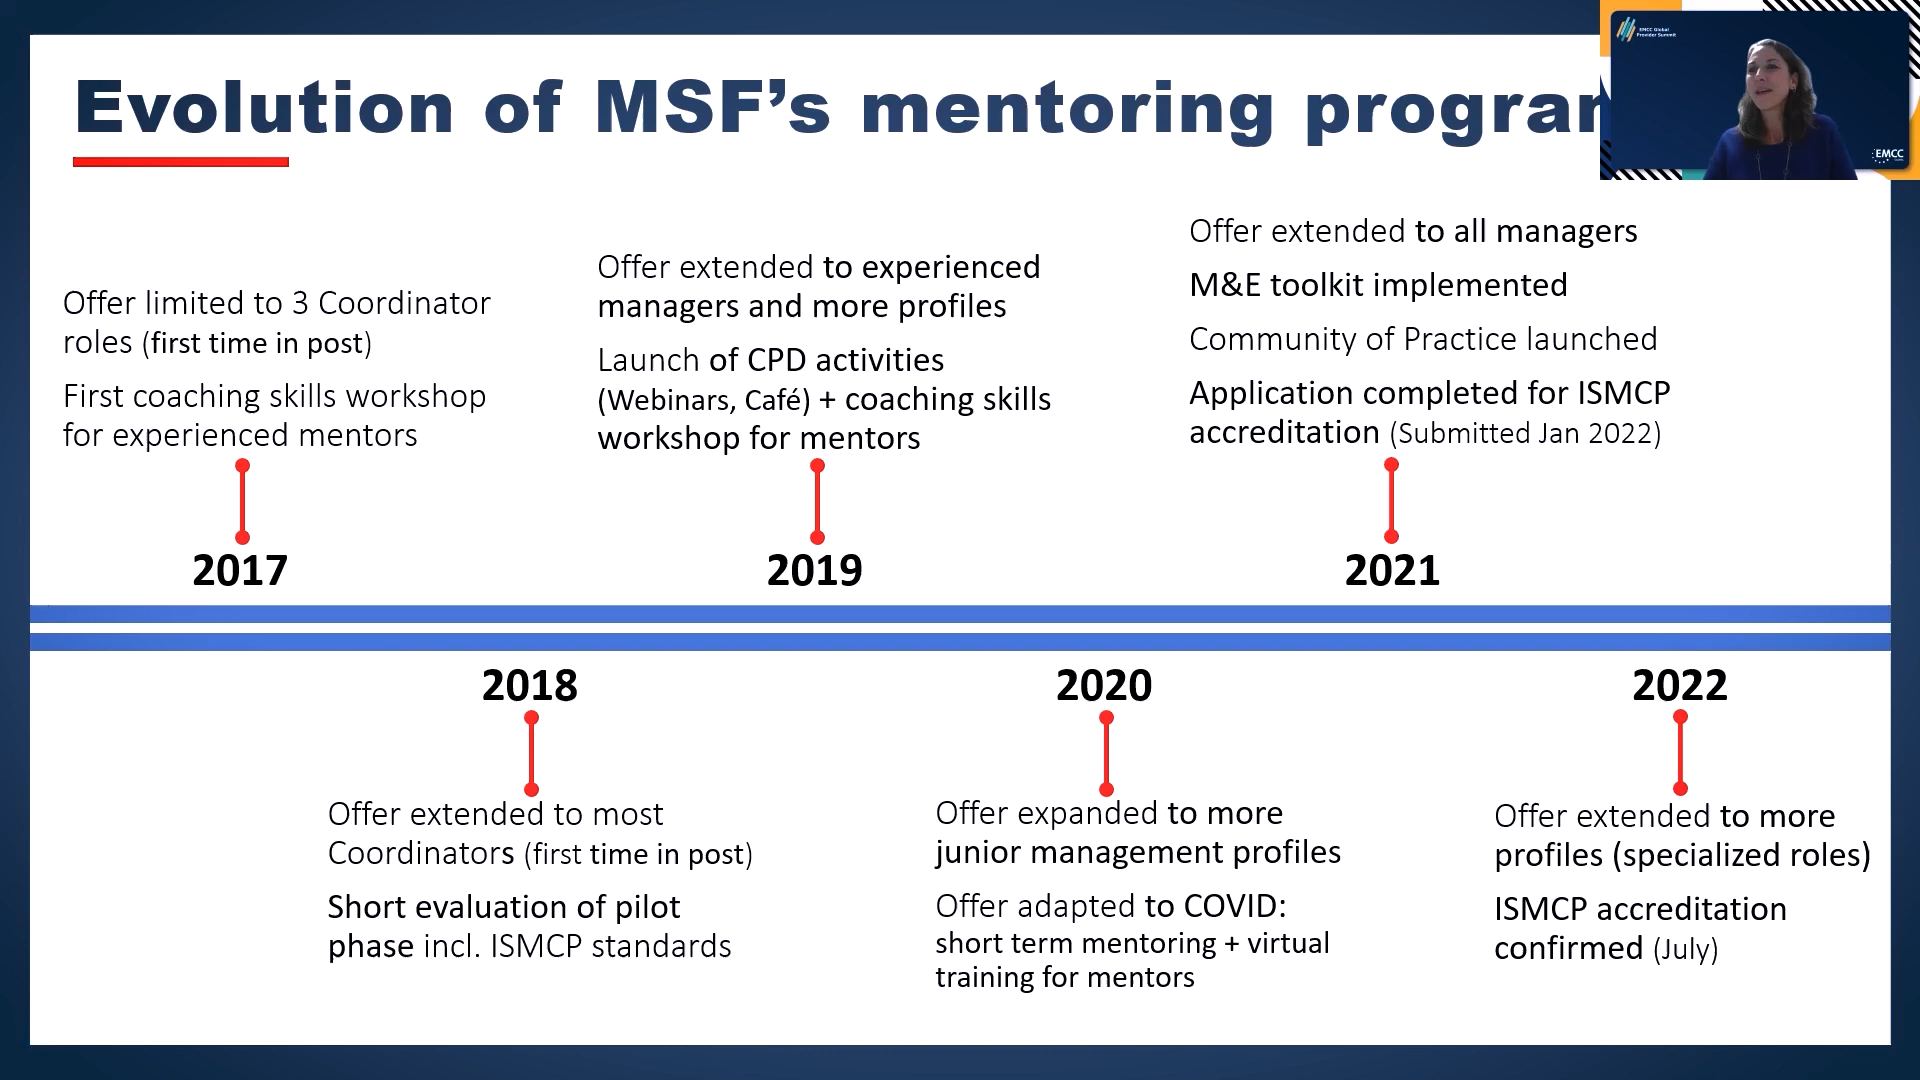 Evolution of MSF's mentoring program
EMCC Global
Provider Summit
EMCC
Offer limited to 3 Coordinator
roles (first time in post)
First coaching skills workshop
for experienced mentors
2017
Offer extended to experienced
managers and more profiles
Launch of CPD activities
(Webinars, Café) + coaching skills
workshop for mentors
2019
Offer extended to all managers
M&E toolkit implemented
Community of Practice launched
Application completed for ISMCP
accreditation (Submitted Jan 2022)
2021
2018
Offer extended to most
Coordinators (first time in post)
Short evaluation of pilot
phase incl. ISMCP standards
2020
Offer expanded to more
junior management profiles
Offer adapted to COVID:
short term mentoring + virtual
training for mentors
2022
Offer extended to more
profiles (specialized roles)
ISMCP accreditation
confirmed (July)